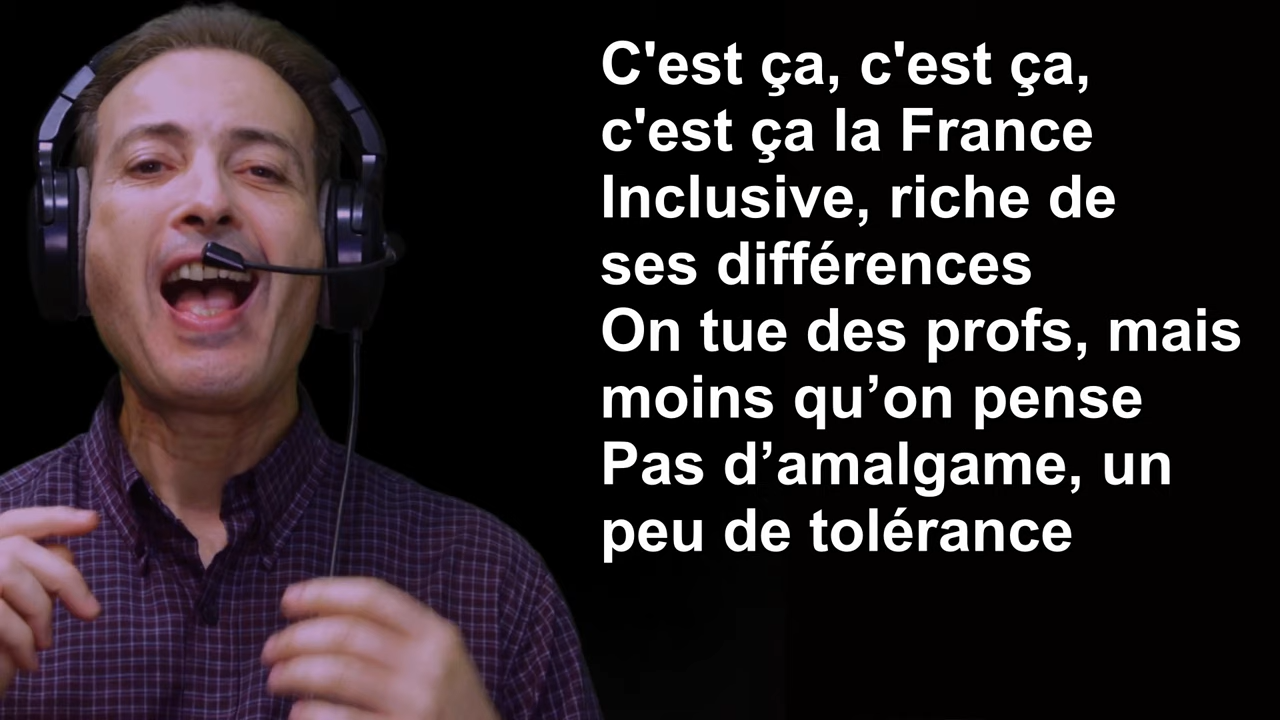 C'est ça, c'est ça,
c'est ça la France
Inclusive, riche de
ses différences
On tue des profs, mais
moins qu’on pense
Pas d’amalgame, un
peu de tolérance